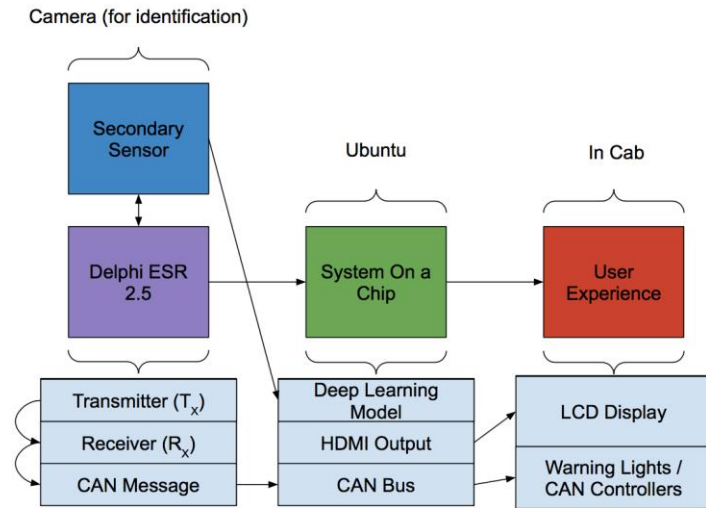 Camera (for identification)
Secondary
Sensor
Ubuntu
In Cab
Delphi ESR
2.5
System On a
Chip
User
Experience
Transmitter (Tx)
Receiver (Rx)
CAN Message
Deep Learning
Model
HDMI Output
CAN Bus
LCD Display
Warning Lights /
CAN Controllers